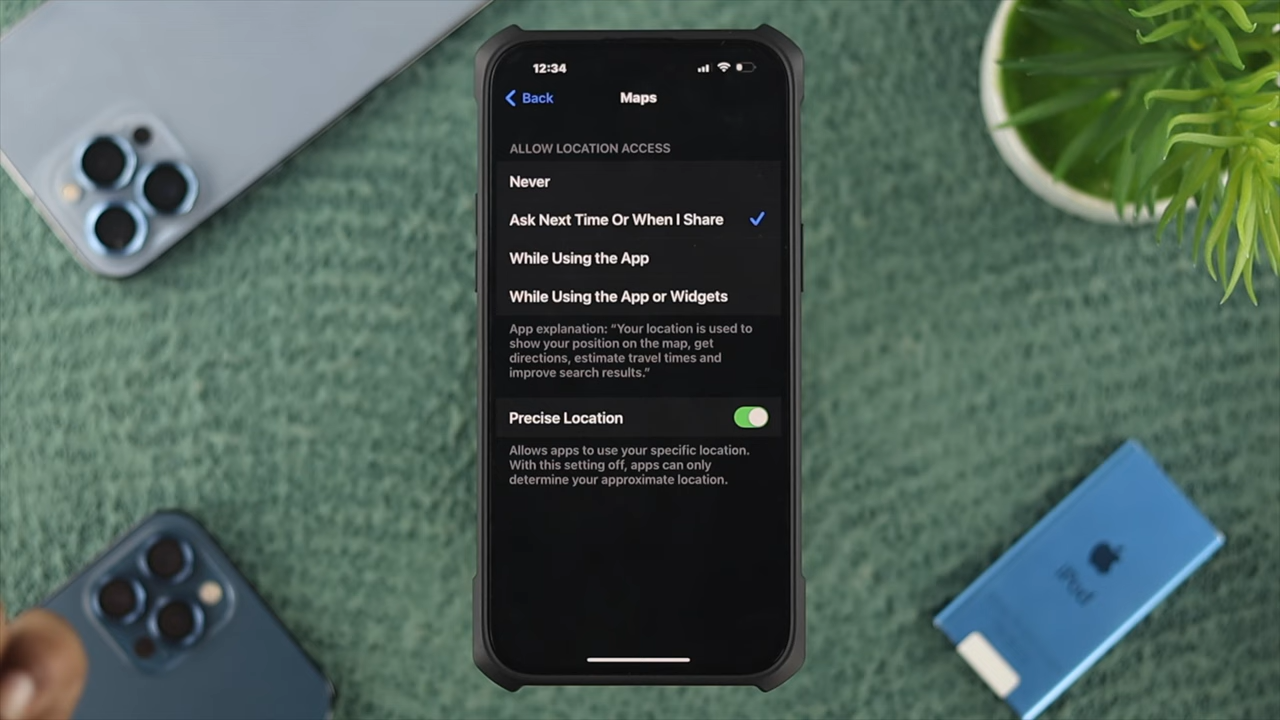 12:34
Back
Maps
ALLOW LOCATION ACCESS
Never
Ask Next Time Or When I Share
While Using the App
While Using the App or Widgets
App explanation: “Your location is used to
show your position on the map, get
directions, estimate travel times and
improve search results.”
Precise Location
Allows apps to use your specific location.
With this setting off, apps can only
determine your approximate location.
iPod